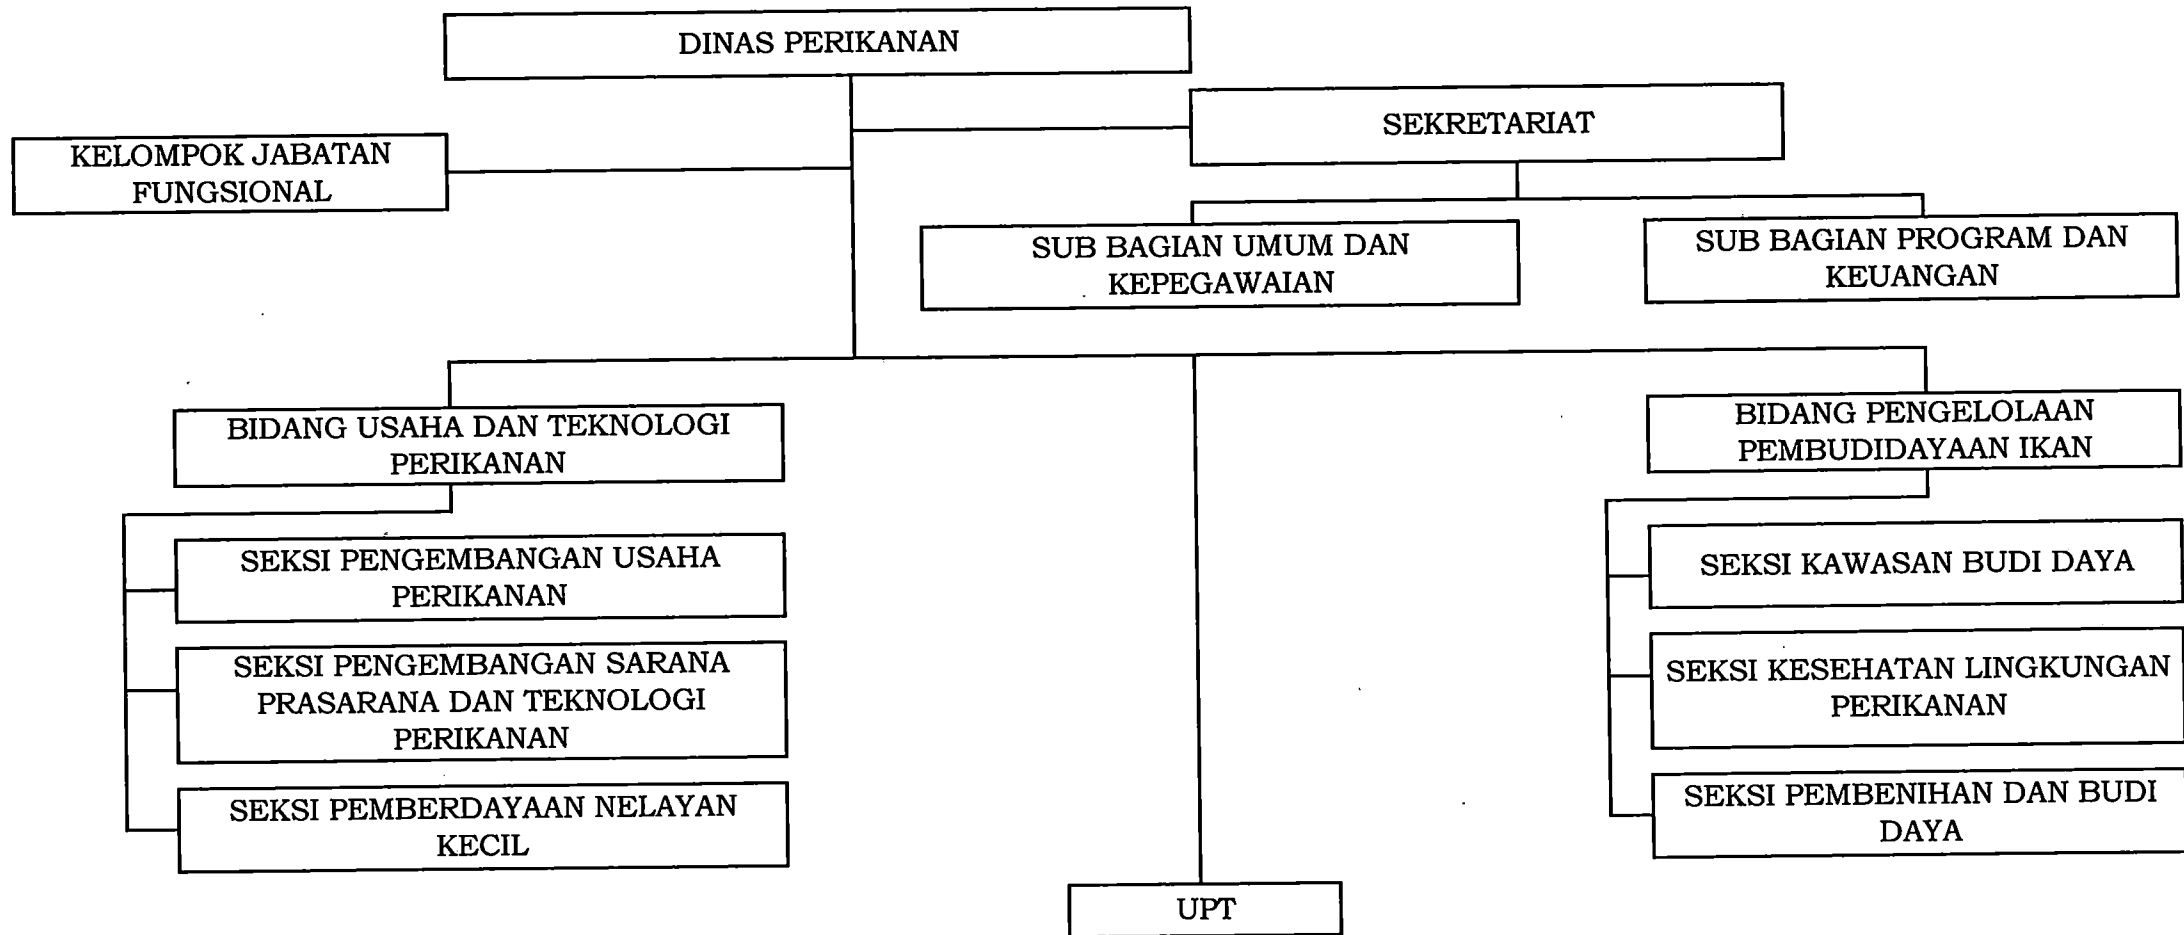 DINAS PERIKANAN
SEKRETARIAT
KELOMPOK JABATAN
FUNGSIONAL
SUB BAGIAN UMUM DAN
KEPEGAWAIAN
SUB BAGIAN PROGRAM DAN
KEUANGAN
BIDANG USAHA DAN TEKNOLOGI
PERIKANAN
SEKSI PENGEMBANGAN USAHA
PERIKANAN
SEKSI PENGEMBANGAN SARANA
PRASARANA DAN TEKNOLOGI
PERIKANAN
SEKSI PEMBERDAYAAN NELAYAN
KECIL
BIDANG PENGELOLAAN
PEMBUDIDAYAAN IKAN
SEKSI KAWASAN BUDI DAYA
SEKSI KESEHATAN LINGKUNGAN
PERIKANAN
SEKSI PEMBENIHAN DAN BUDI
DAYA
UPT